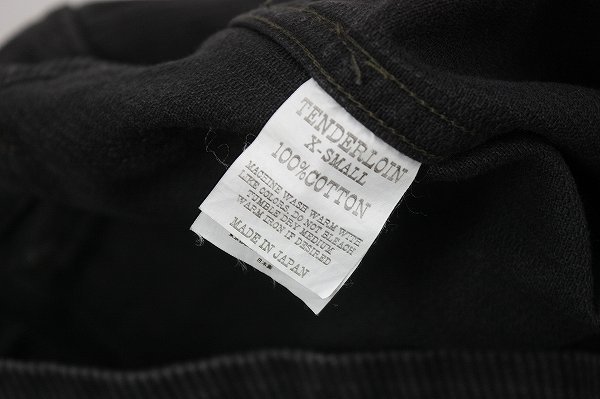 TENDERLOIN
X-SMALL
100%COTTON
MACHINE WASH WARM WITH
LIKE COLORS. DO NOT BLEACH
TUMBLE DRY MEDIUM
WARM IRON IF DESIRED
MADE IN JAPAN